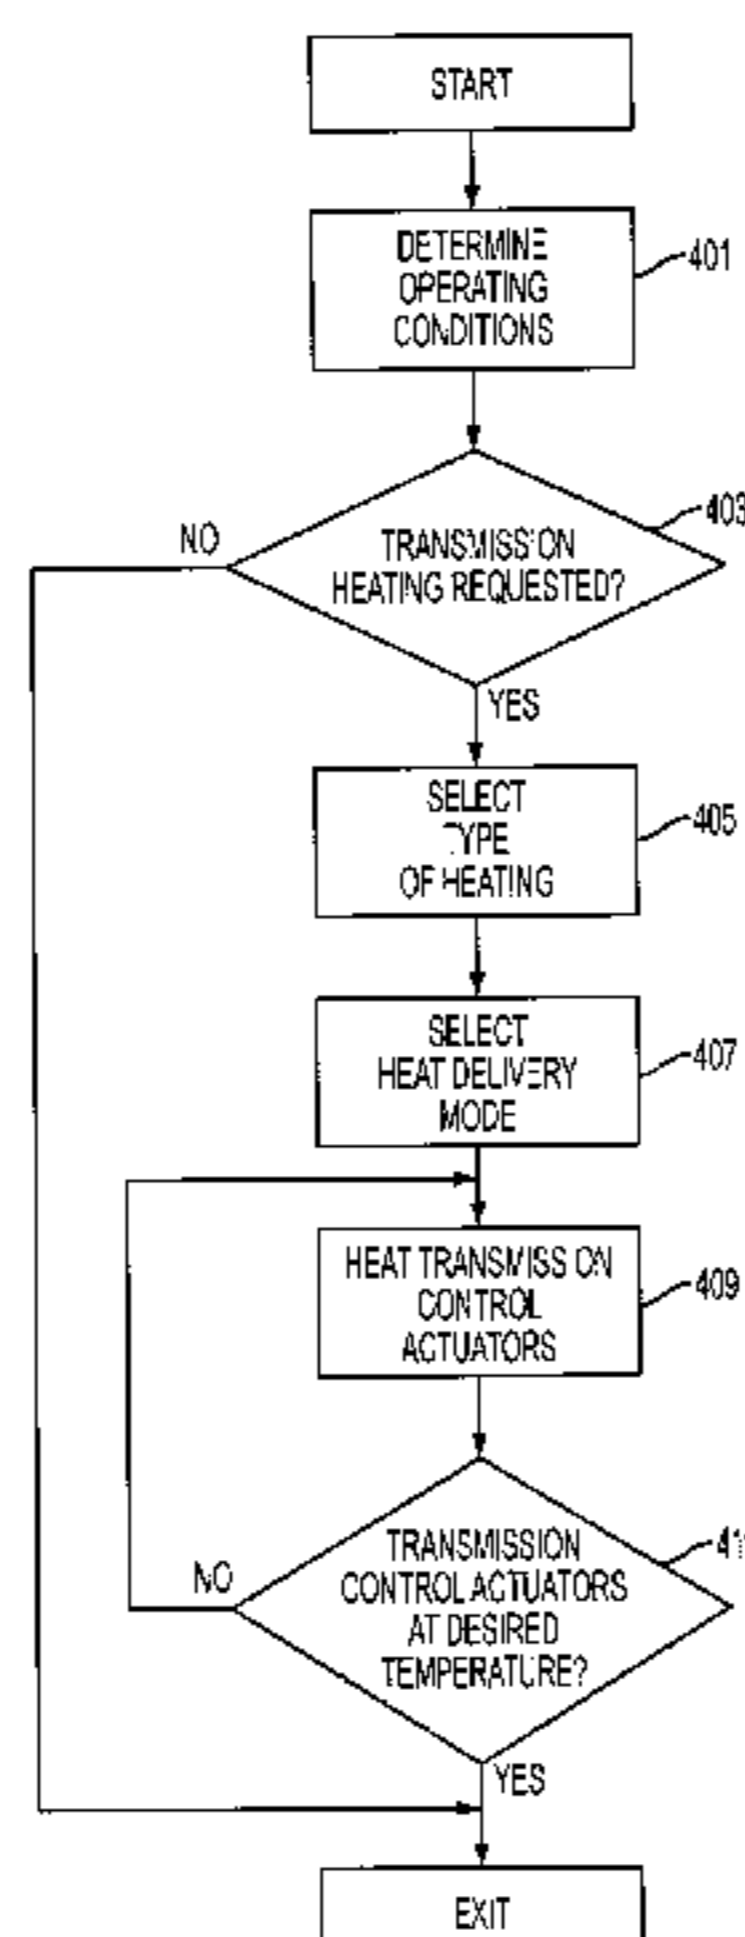 START
DETERMINE
OPERATING
CONDITIONS
401
403
NO
TRANSMISSION
HEATING REQUESTED?
YES
SELECT
TYPE
OF HEATING
405
SELECT
HEAT DELIVERY
MODE
407
HEAT TRANSMISSION
CONTROL
ACTUATORS
409
NO
TRANSMISSION
CONTROL ACTUATORS
AT DESIRED
TEMPERATURE?
YES
EXIT